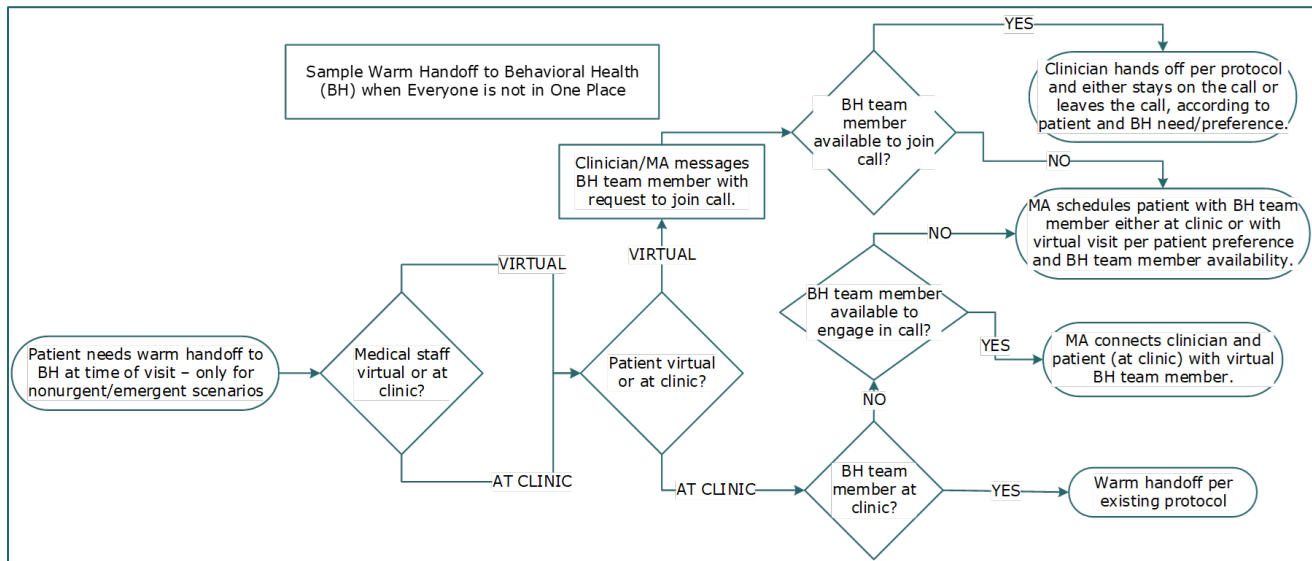 Sample Warm Handoff to Behavioral Health
(BH) when Everyone is not in One Place
Patient needs warm handoff to
BH at time of visit – only for
nonurgent/emergent scenarios
Medical staff
virtual or at
clinic?
VIRTUAL
AT CLINIC
Patient virtual
or at clinic?
VIRTUAL
Clinician/MA messages
BH team member with
request to join call.
BH team
member
available to join
call?
YES
Clinician hands off per protocol
and either stays on the call or
leaves the call, according to
patient and BH need/preference.
NO
MA schedules patient with BH team
member either at clinic or with
virtual visit per patient preference
and BH team member availability.
AT CLINIC
BH team
member at
clinic?
NO
BH team member
available to
engage in call?
NO
YES
MA connects clinician and
patient (at clinic) with virtual
BH team member.
YES
Warm handoff per
existing protocol